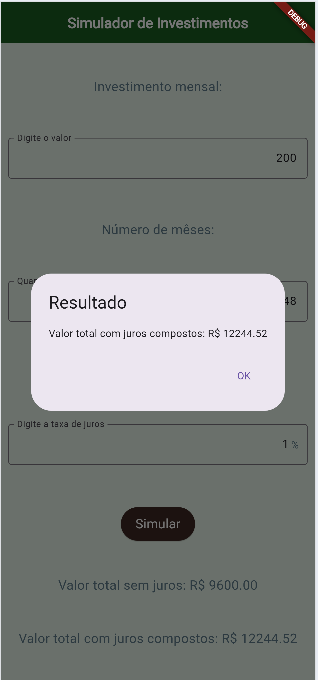 Simulador de Investimentos
DEBUG
Investimento mensal:
Digite o valor
200
Número de mêses:
48
Resultado
Valor total com juros compostos: R$ 12244.52
OK
Digite a taxa de juros
1 %
Simular
Valor total sem juros: R$ 9600.00
Valor total com juros compostos: R$ 12244.52